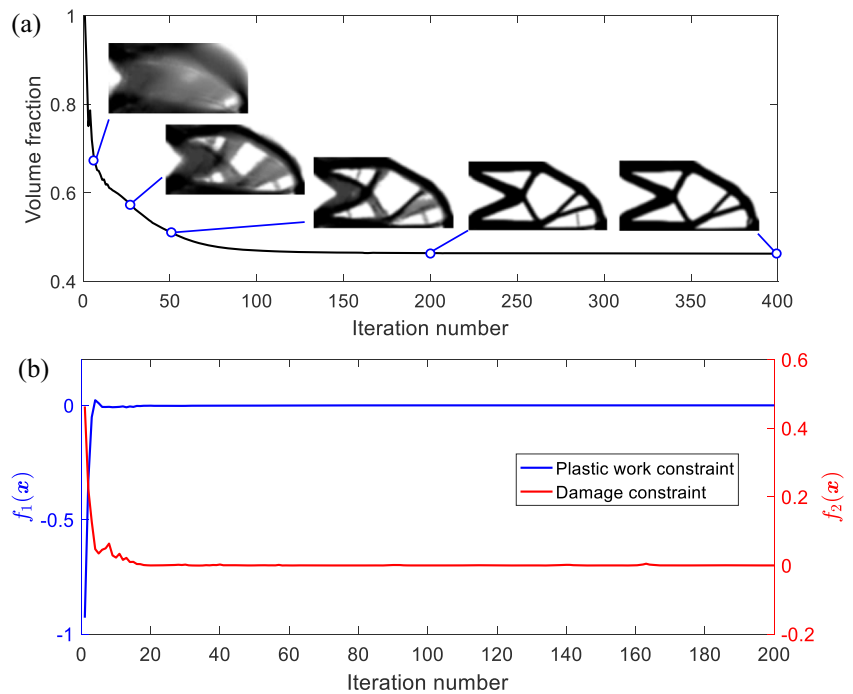 (a)
Volume fraction
1
0.8
0.6
0.4
0 50 100 150 200 250 300 350 400
Iteration number
(b)
f₁(x)
0
-0.5
-1
Plastic work constraint
Damage constraint
0.6
0.4
0.2
0
-0.2
f₂(x)
0 20 40 60 80 100 120 140 160 180 200
Iteration number